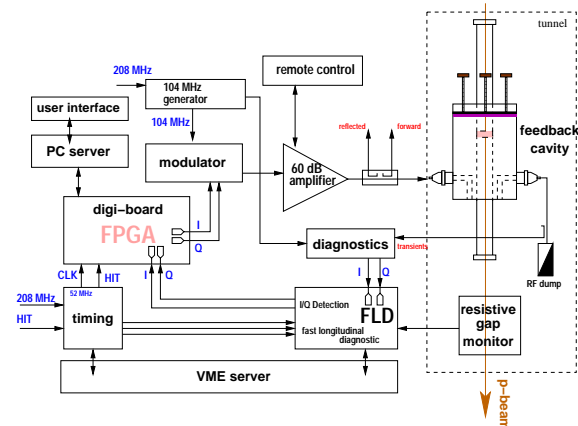 tunnel
208 MHz
104 MHz
generator
remote control
user interface
104 MHz
reflected
forward
PC server
modulator
60 dB
amplifier
feedback
cavity
digi-board
FPGA
I
Q
diagnostics
transients
RF dump
CLK
HIT
I
Q
I
Q
208 MHz
52 MHz
HIT
timing
I/Q Detection
FLD
fast longitudinal
diagnostic
resistive
gap
monitor
VME server
p-beam